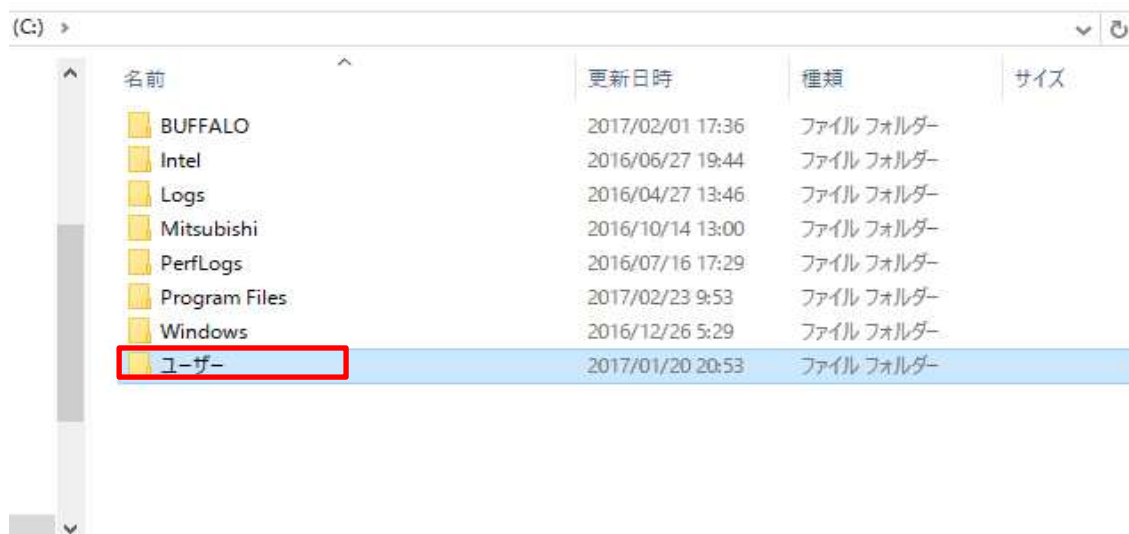 (C:)
名前 更新日時 種類 サイズ
BUFFALO 2017/02/01 17:36 ファイル フォルダー
Intel 2016/06/27 19:44 ファイル フォルダー
Logs 2016/04/27 13:46 ファイル フォルダー
Mitsubishi 2016/10/14 13:00 ファイル フォルダー
PerfLogs 2016/07/16 17:29 ファイル フォルダー
Program Files 2017/02/23 9:53 ファイル フォルダー
Windows 2016/12/26 5:29 ファイル フォルダー
ユーザー 2017/01/20 20:53 ファイル フォルダー